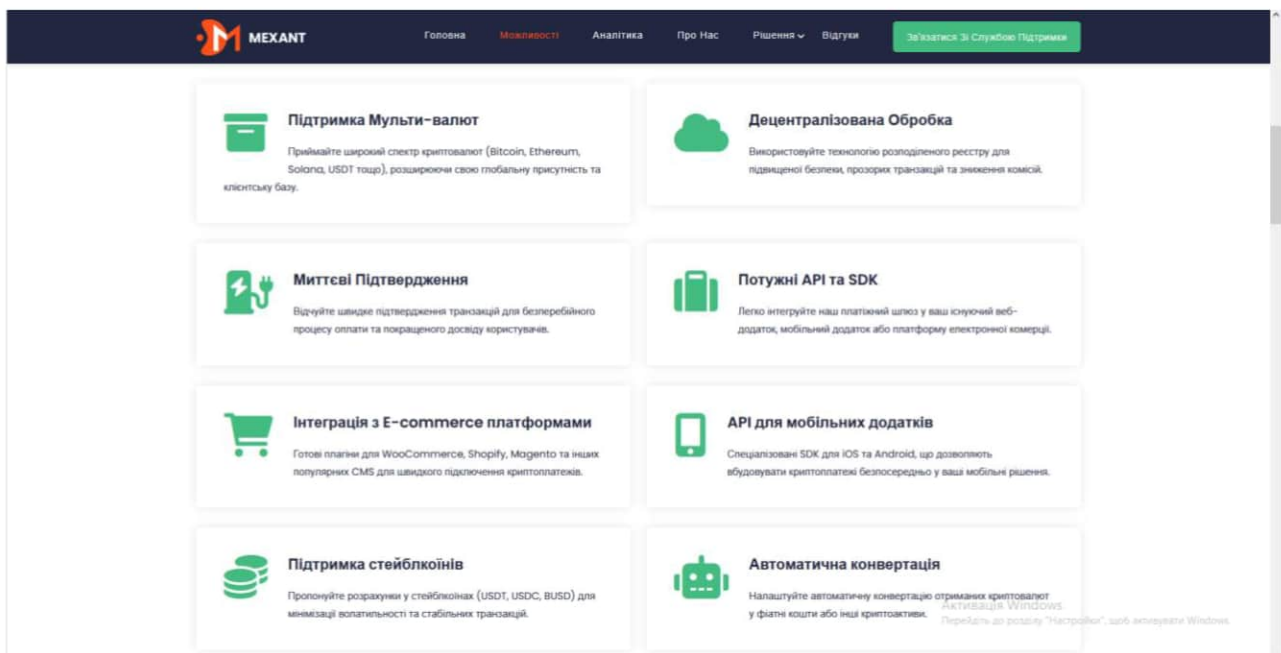 MEXANT
Головна Можливості Аналітика Про Нас Рішення Відгуки Зв'язатися Зі Службою Підтримки
Підтримка Мульти-валют
Приймайте широкий спектр криптовалют (Bitcoin, Ethereum,
Solana, USDT тощо), розширюючи свою глобальну присутність та
клієнтську базу.
Децентралізована Обробка
Використовуйте технологію розподіленого реєстру для
підвищеної безпеки, прозорих транзакцій та зниження комісій.
Миттєві Підтвердження
Відчуйте швидке підтвердження транзакцій для безперебійного
процесу оплати та покращеного досвіду користувачів.
Потужні API та SDK
Легко інтегруйте наш платіжний шлюз у ваш існуючий веб-
додаток, мобільний додаток або платформу електронної комерції.
Інтеграція з E-commerce платформами
Готові плагіни для WooCommerce, Shopify, Magento та інших
популярних CMS для швидкого підключення криптоплатежів.
API для мобільних додатків
Спеціалізовані SDK для iOS та Android, що дозволяють
вбудовувати криптоплатежі безпосередньо у ваші мобільні рішення.
Підтримка стейблкоїнів
Пропонуйте розрахунки у стейблкоінах (USDT, USDC, BUSD) для
мінімізації волатильності та стабільних транзакцій.
Автоматична конвертація
Налаштуйте автоматичну конвертацію отриманих криптовалют
у фіатні кошти або інші криптоактиви.
Активація Windows
Перейдіть до розділу "Настройки", щоб активувати Windows.